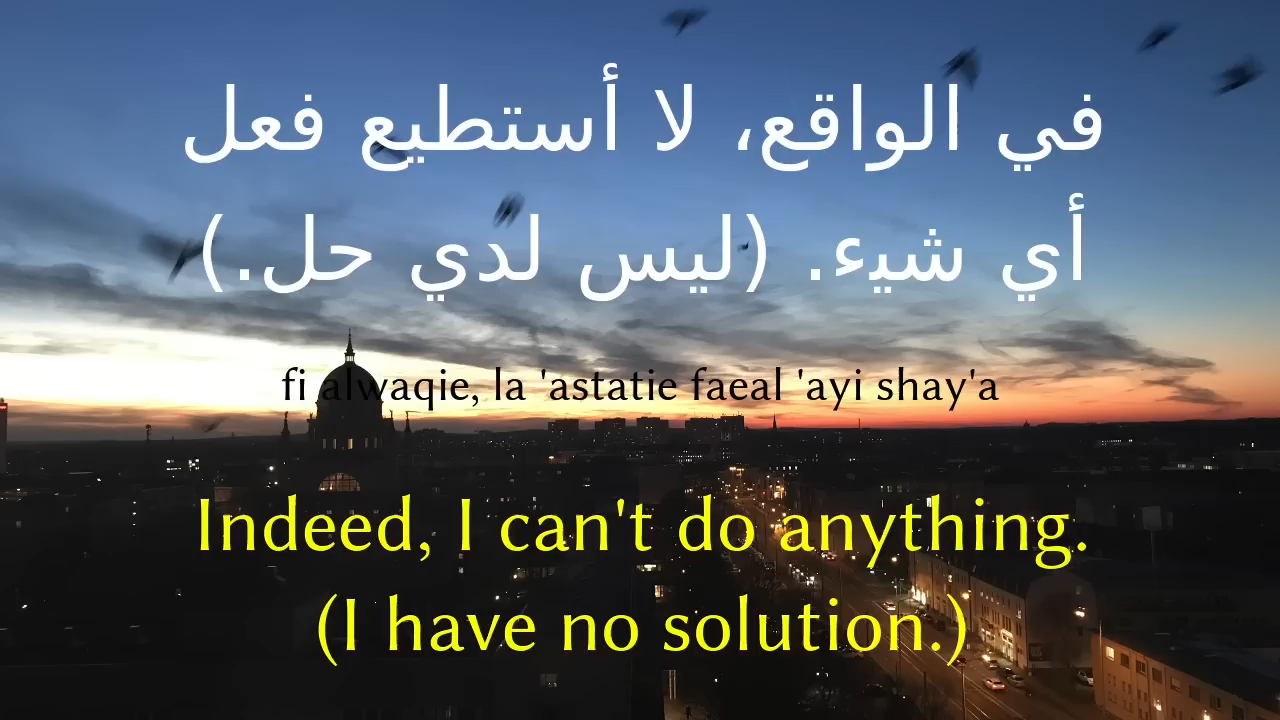 في الواقع، لا أستطيع فعل
أي شيء. (ليس لدي حل.)
fi alwaqie, la 'astatie faeal 'ayi shay'a
Indeed, I can't do anything.
(I have no solution.)